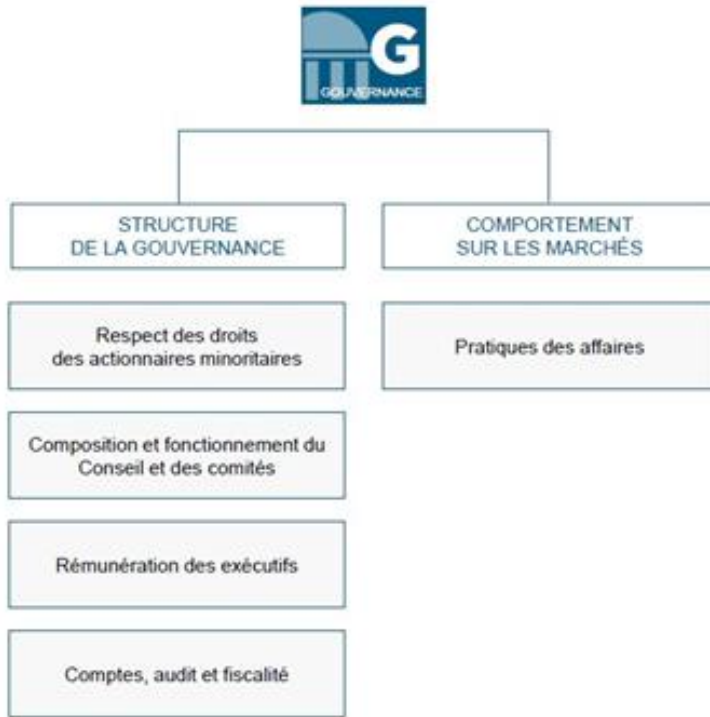 G
GOUVERNANCE
STRUCTURE
DE LA GOUVERNANCE
COMPORTEMENT
SUR LES MARCHÉS
Respect des droits
des actionnaires minoritaires
Pratiques des affaires
Composition et fonctionnement du
Conseil et des comités
Rémunération des exécutifs
Comptes, audit et fiscalité